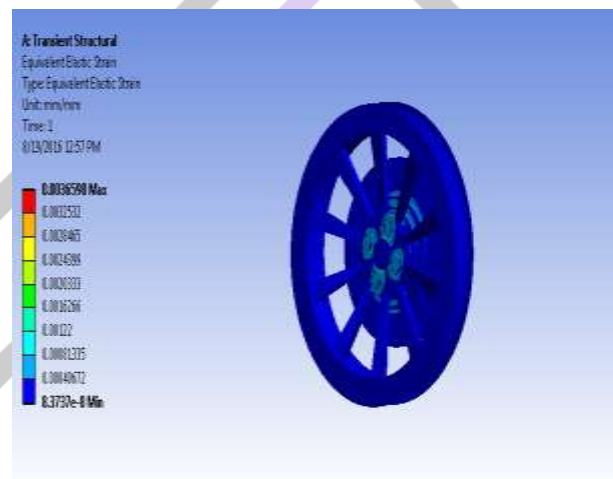 A: Transient Structural
Equivalent Elastic Strain
Type: Equivalent Elastic Strain
Unit: mm/mm
Time: 1
8/13/2016 12:57 PM
0.0036598 Max
0.0032532
0.0028465
0.0024399
0.0020333
0.0016266
0.00122
0.00081335
0.00040672
8.3737e-8 Min